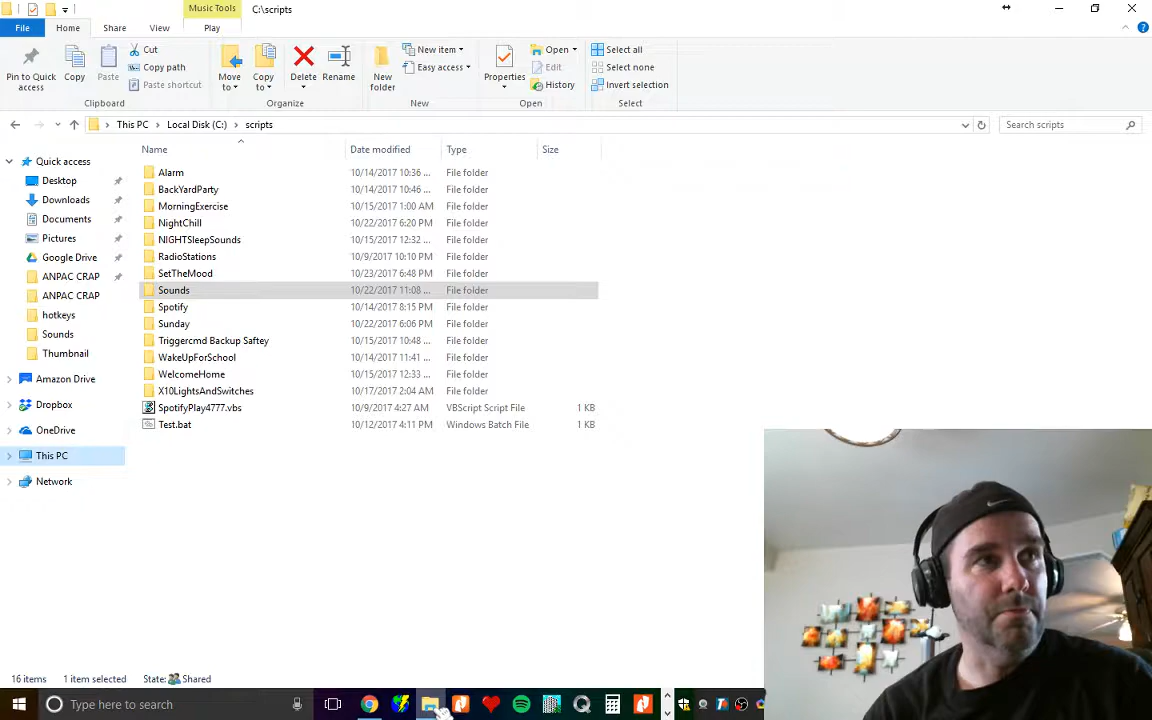 Music Tools
C:\scripts
File
Home
Share
View
Play
Pin to Quick access
Copy
Paste
Cut
Copy path
Paste shortcut
Clipboard
Move to
Copy to
Delete
Rename
Organize
New folder
New item
Easy access
New
Properties
Open
Edit
History
Open
Select all
Select none
Invert selection
Select
This PC > Local Disk (C:) > scripts
Search scripts
Name Date modified Type Size
Quick access
Desktop
Downloads
Documents
Pictures
Google Drive
ANPAC CRAP
ANPAC CRAP
hotkeys
Sounds
Thumbnail
Amazon Drive
Dropbox
OneDrive
This PC
Network
Alarm 10/14/2017 10:36 ... File folder
BackYardParty 10/14/2017 10:46 ... File folder
MorningExercise 10/15/2017 1:00 AM File folder
NightChill 10/22/2017 6:20 PM File folder
NIGHTSleepSounds 10/15/2017 12:32 ... File folder
RadioStations 10/9/2017 10:10 PM File folder
SetTheMood 10/23/2017 6:48 PM File folder
Sounds 10/22/2017 11:08 ... File folder
Spotify 10/14/2017 8:15 PM File folder
Sunday 10/22/2017 6:06 PM File folder
Triggercmd Backup Saftey 10/15/2017 10:48 ... File folder
WakeUpForSchool 10/14/2017 11:41 ... File folder
WelcomeHome 10/15/2017 12:33 ... File folder
X10LightsAndSwitches 10/17/2017 2:04 AM File folder
SpotifyPlay4777.vbs 10/9/2017 4:27 AM VBScript Script File 1 KB
Test.bat 10/12/2017 4:11 PM Windows Batch File 1 KB
16 items 1 item selected State: Shared
Type here to search